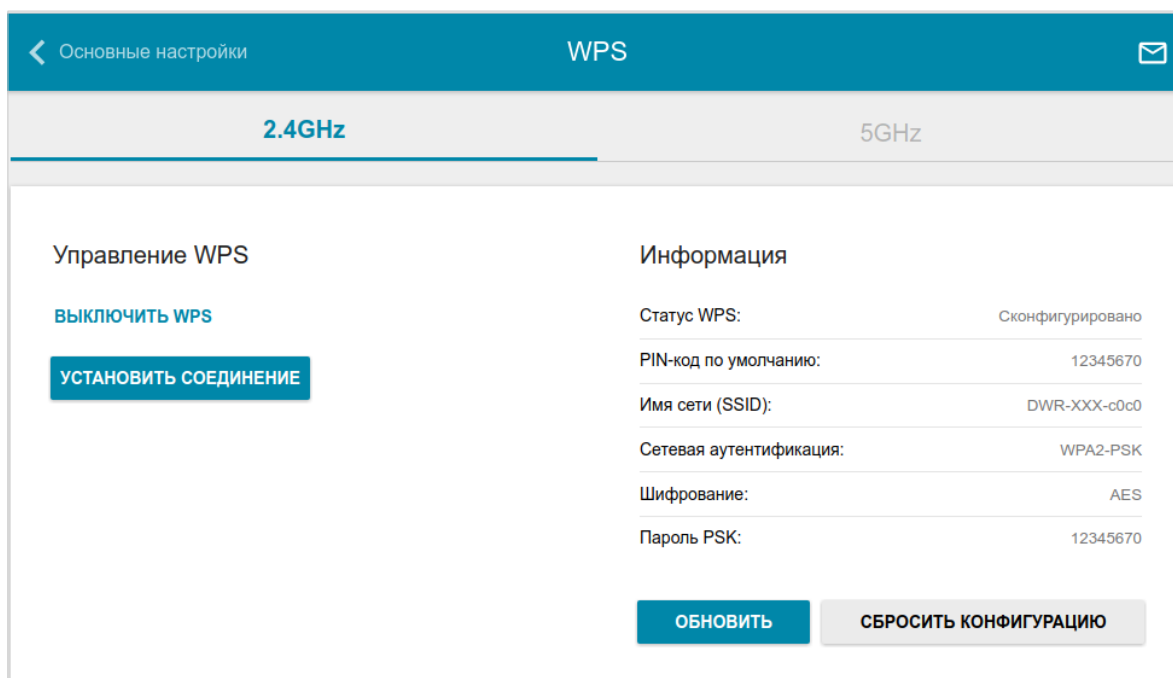 Основные настройки
WPS
2.4GHz
5GHz
Управление WPS
ВЫКЛЮЧИТЬ WPS
УСТАНОВИТЬ СОЕДИНЕНИЕ
Информация
Статус WPS: Сконфигурировано
PIN-код по умолчанию: 12345670
Имя сети (SSID): DWR-XXX-c0c0
Сетевая аутентификация: WPA2-PSK
Шифрование: AES
Пароль PSK: 12345670
ОБНОВИТЬ
СБРОСИТЬ КОНФИГУРАЦИЮ